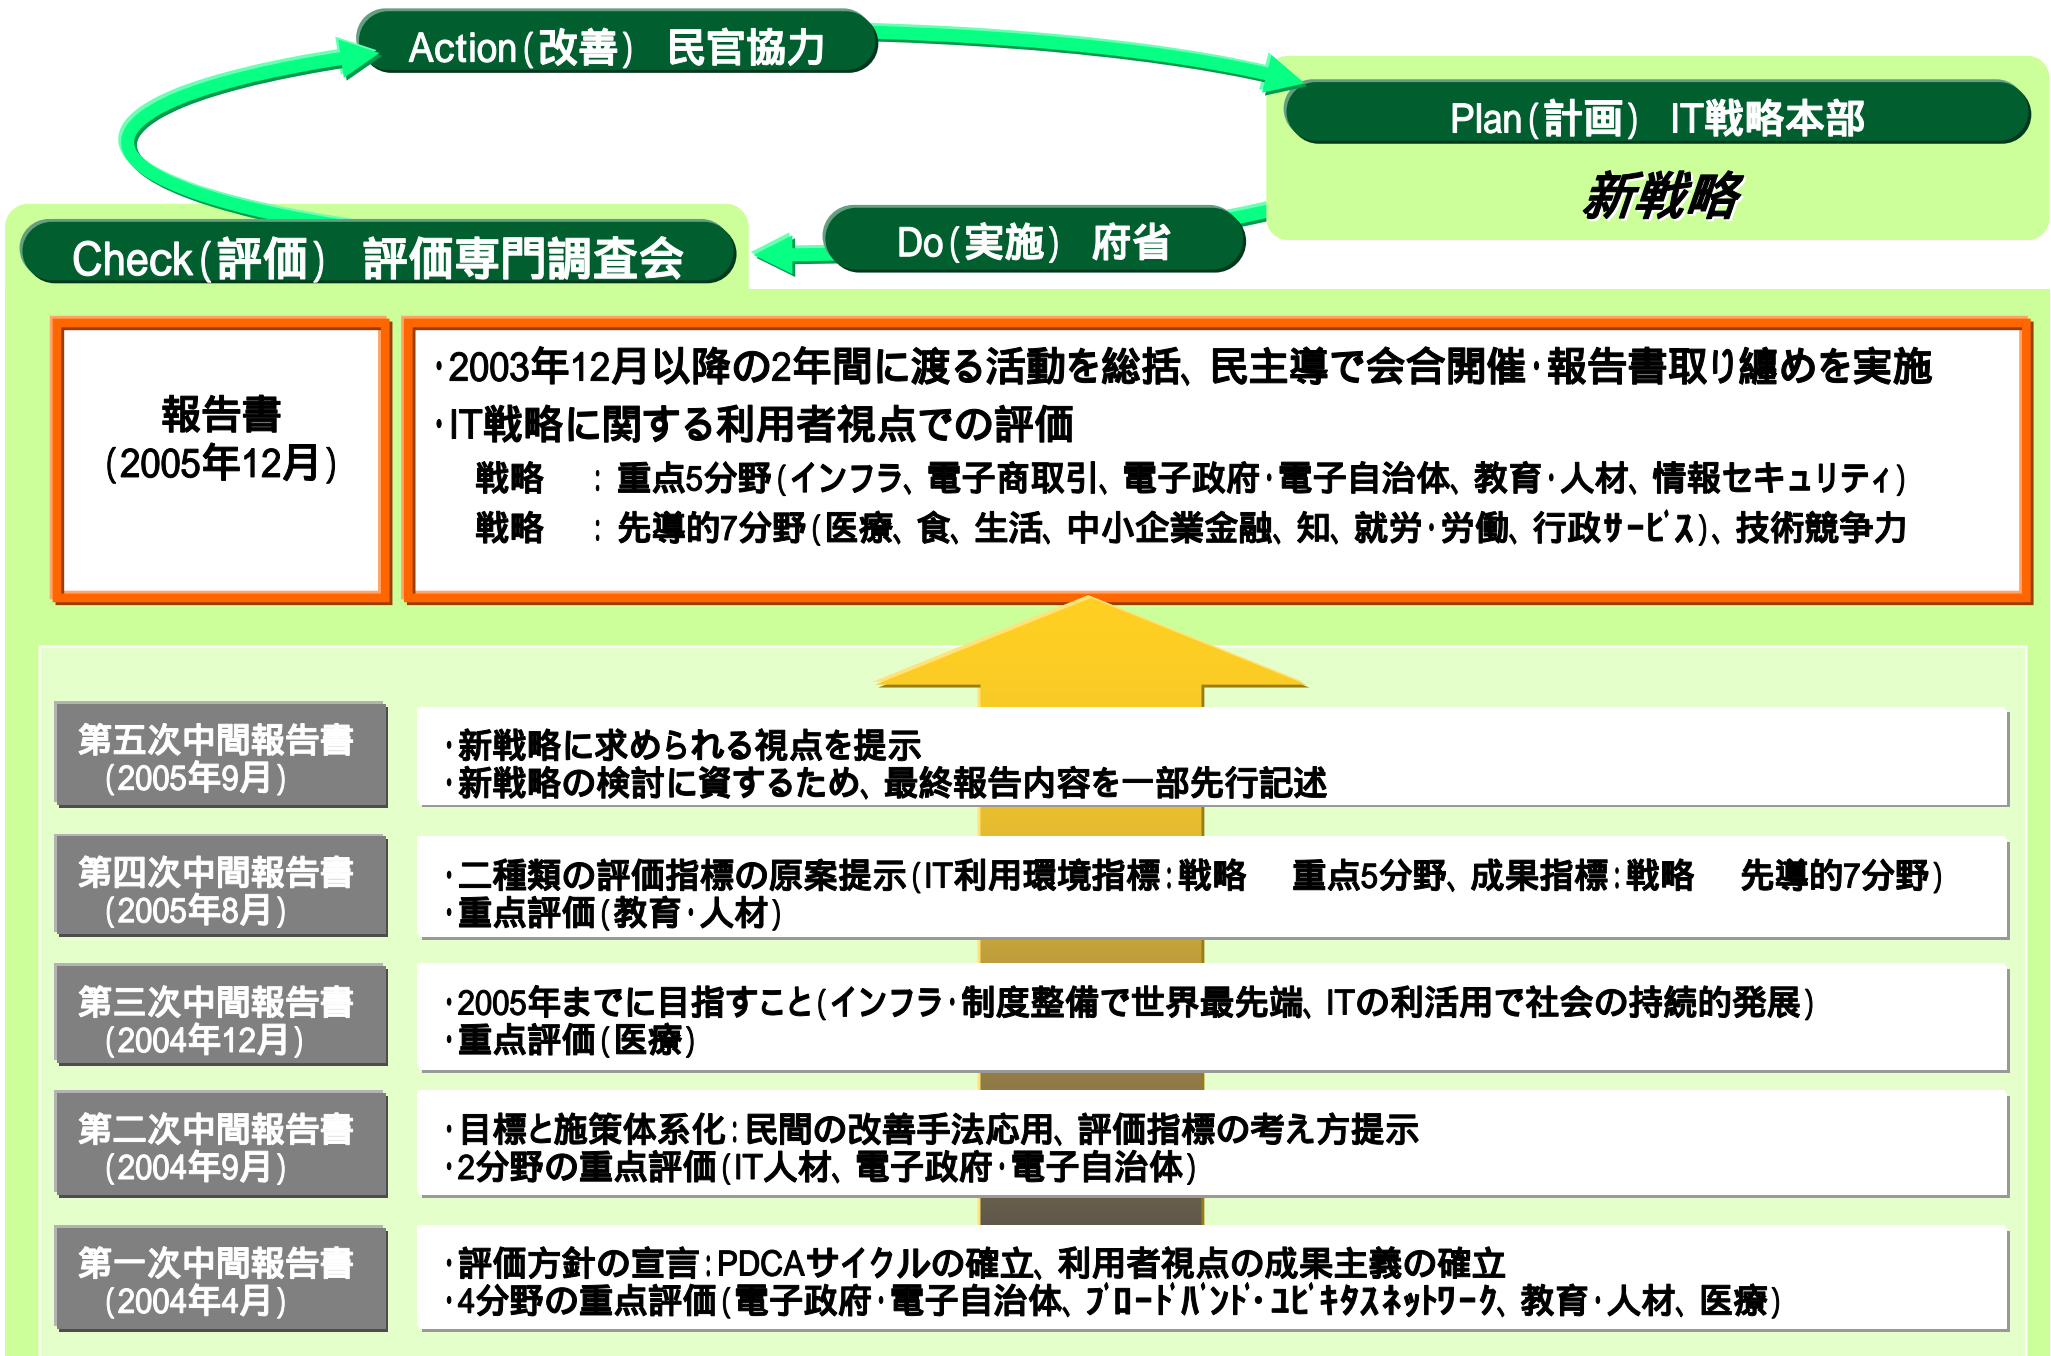 Action(改善) 民官協力
Plan(計画) IT戦略本部
新戦略
Do(実施) 府省
Check(評価) 評価専門調査会
報告書
(2005年12月)
・2003年12月以降の2年間に渡る活動を総括、民主導で会合開催・報告書取り纏めを実施
・IT戦略に関する利用者視点での評価
戦略 : 重点5分野(インフラ、電子商取引、電子政府・電子自治体、教育・人材、情報セキュリティ)
戦略 : 先導的7分野(医療、食、生活、中小企業金融、知、就労・労働、行政ｻｰﾋﾞｽ)、技術競争力
第五次中間報告書
(2005年9月)
・新戦略に求められる視点を提示
・新戦略の検討に資するため、最終報告内容を一部先行記述
第四次中間報告書
(2005年8月)
・二種類の評価指標の原案提示(IT利用環境指標:戦略 重点5分野、成果指標:戦略 先導的7分野)
・重点評価(教育・人材)
第三次中間報告書
(2004年12月)
・2005年までに目指すこと(インフラ・制度整備で世界最先端、ITの利活用で社会の持続的発展)
・重点評価(医療)
第二次中間報告書
(2004年9月)
・目標と施策体系化:民間の改善手法応用、評価指標の考え方提示
・2分野の重点評価(IT人材、電子政府・電子自治体)
第一次中間報告書
(2004年4月)
・評価方針の宣言:PDCAサイクルの確立、利用者視点の成果主義の確立
・4分野の重点評価(電子政府・電子自治体、ﾌﾞﾛｰﾄﾞﾊﾞﾝﾄﾞ・ﾕﾋﾞｷﾀｽﾈｯﾄﾜｰｸ、教育・人材、医療)